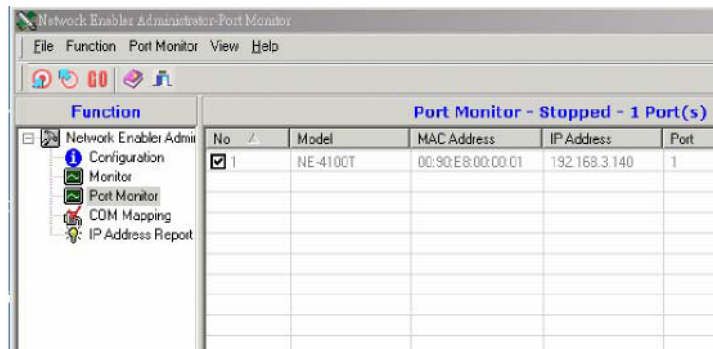 Network Enabler Administrator-Port Monitor
File Function Port Monitor View Help
GO
Function
Port Monitor - Stopped - 1 Port(s)
Network Enabler Admi
No Model MAC Address IP Address Port
Configuration
1 NE-4100T 00:90:E8:00:00:01 192.168.3.140 1
Monitor
Port Monitor
COM Mapping
IP Address Report